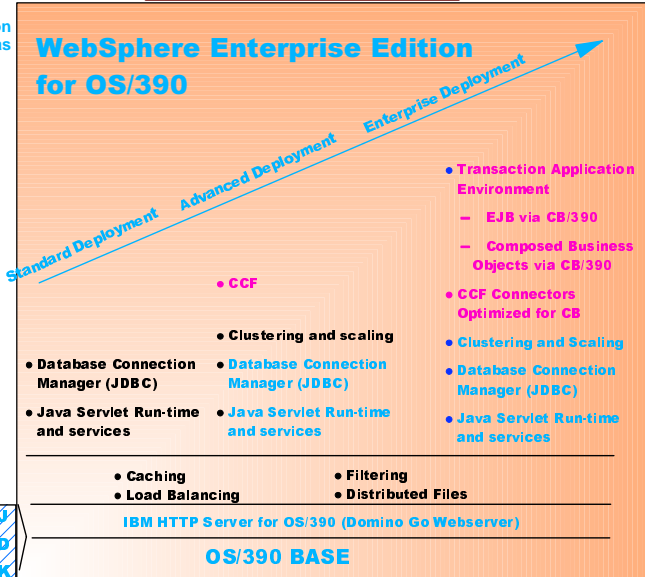 on
ns
WebSphere Enterprise Edition
for OS/390
Standard Deployment
Advanced Deployment
Enterprise Deployment
• Database Connection
Manager (JDBC)
• Java Servlet Run-time
and services
• CCF
• Clustering and scaling
• Database Connection
Manager (JDBC)
• Java Servlet Run-time
and services
• Transaction Application
Environment
– EJB via CB/390
– Composed Business
Objects via CB/390
• CCF Connectors
Optimized for CB
• Clustering and Scaling
• Database Connection
Manager (JDBC)
• Java Servlet Run-time
and services
• Caching
• Load Balancing
• Filtering
• Distributed Files
IBM HTTP Server for OS/390 (Domino Go Webserver)
OS/390 BASE
J
D
K